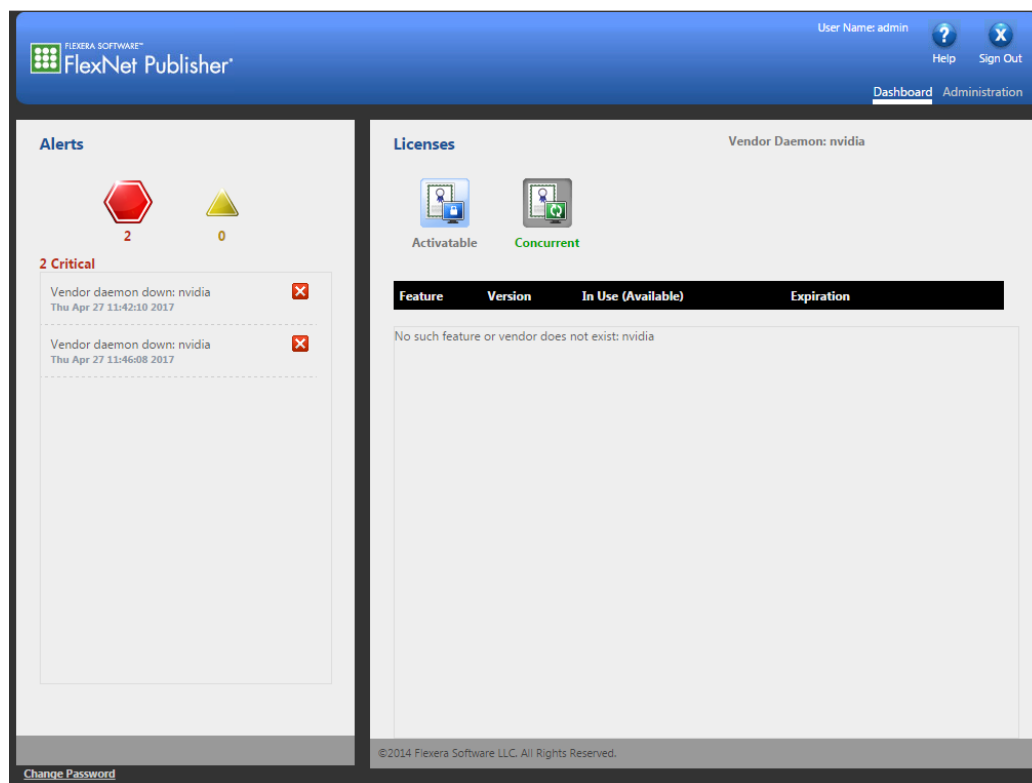 User Name: admin
FLEXERA SOFTWARE™
FlexNet Publisher®
?
X
Help
Sign Out
Dashboard Administration
Alerts
2
0
2 Critical
Vendor daemon down: nvidia
Thu Apr 27 11:42:10 2017
Vendor daemon down: nvidia
Thu Apr 27 11:46:08 2017
Licenses
Vendor Daemon: nvidia
Activatable
Concurrent
Feature Version In Use (Available) Expiration
No such feature or vendor does not exist: nvidia
©2014 Flexera Software LLC. All Rights Reserved.
Change Password